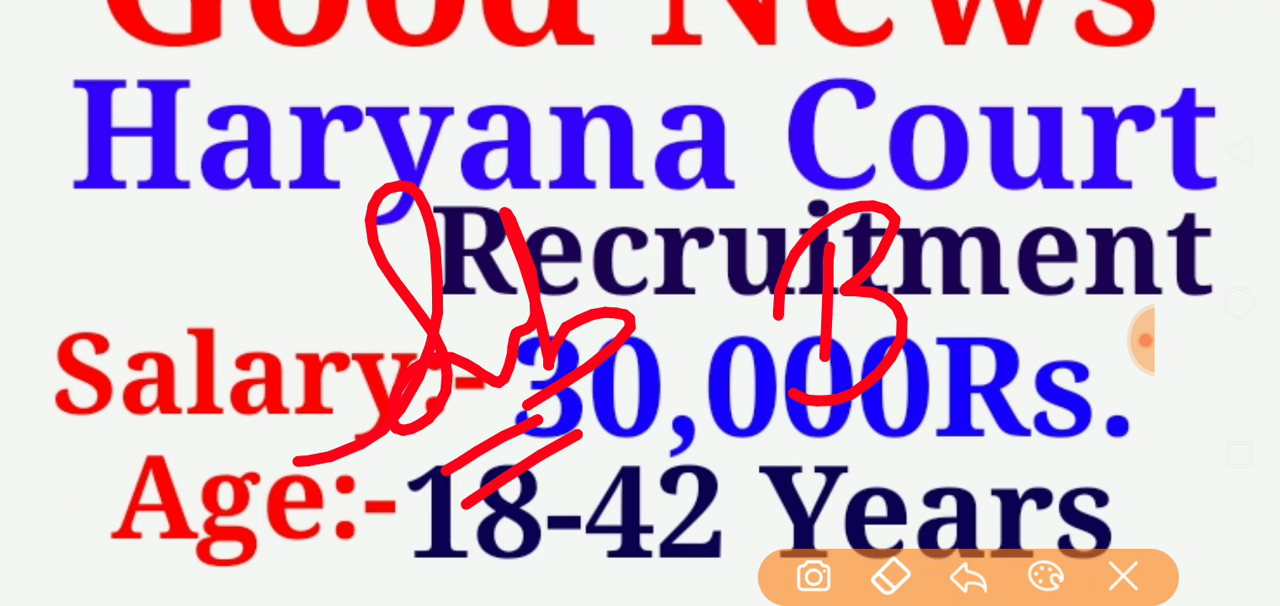 Good News
Haryana Court
Recruitment
Salary:- 30,000Rs.
Age:-18-42 Years